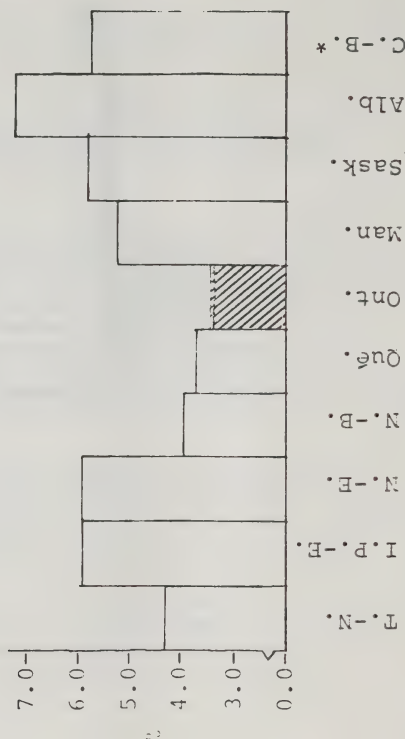 7.0-
6.0-
5.0-
4.0-
3.0-
0.0-
T.-N.
I.P.-E.
N.-E.
N.-B.
Qué.
Ont.
Man.
Sask.
Alb.
C.-B.*